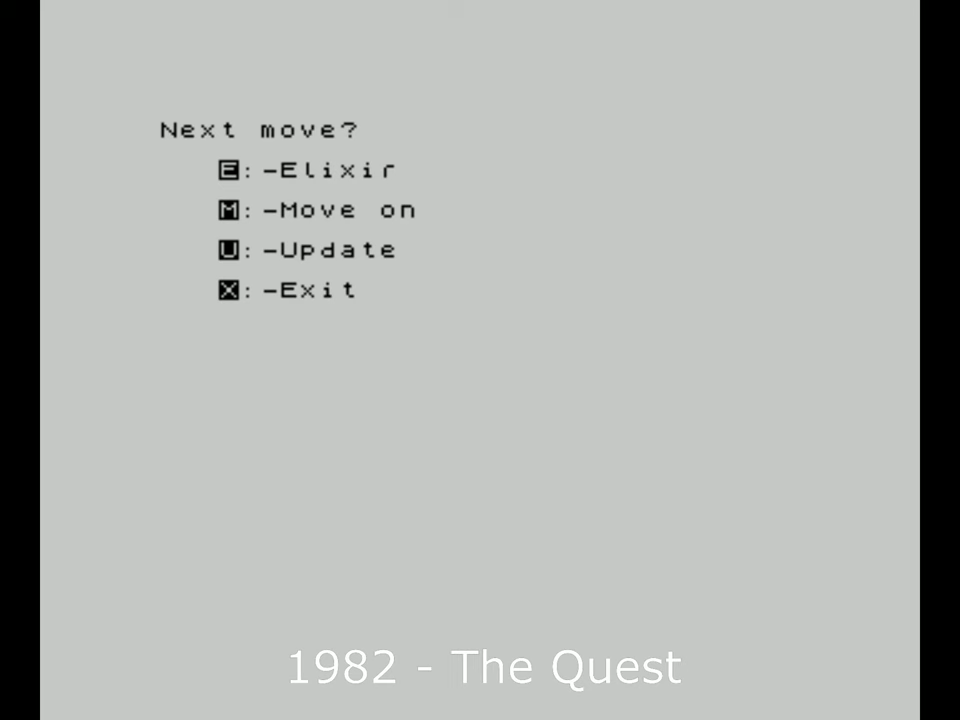 Next move?
E:-Elixir
M:-Move on
U:-Update
X:-Exit
1982 - The Quest